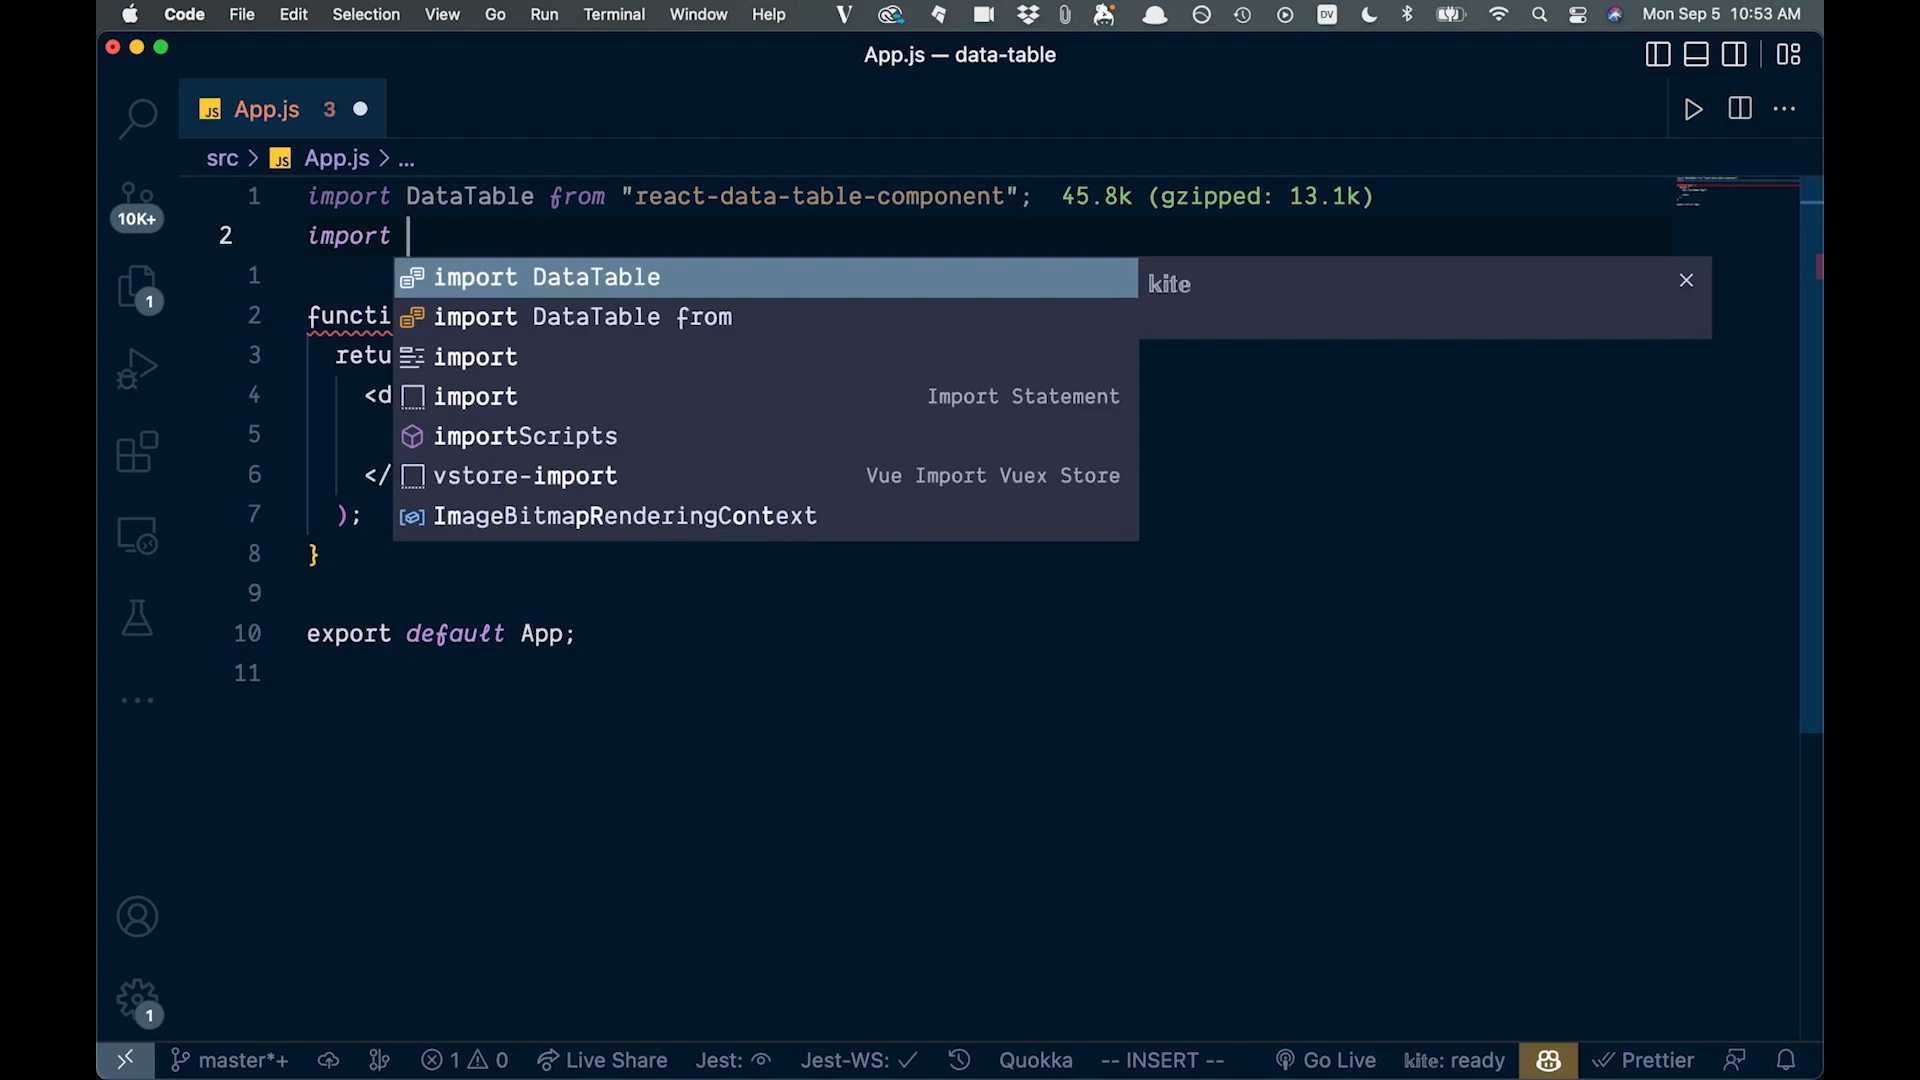 Code File Edit Selection View Go Run Terminal Window Help V DV Mon Sep 5 10:53 AM
App.js — data-table
JS App.js 3
src > JS App.js > ...
10K+
1
1
1 import DataTable from "react-data-table-component"; 45.8k (gzipped: 13.1k)
2 import
1
2 functi
3 retu
4 <d
5
6 </
7 );
8 }
9
10 export default App;
11
import DataTable
kite
import DataTable from
import
import Import Statement
importScripts
vstore-import Vue Import Vuex Store
ImageBitmapRenderingContext
master*+ 1 0 Live Share Jest: Jest-WS: Quokka -- INSERT -- Go Live kite: ready Prettier